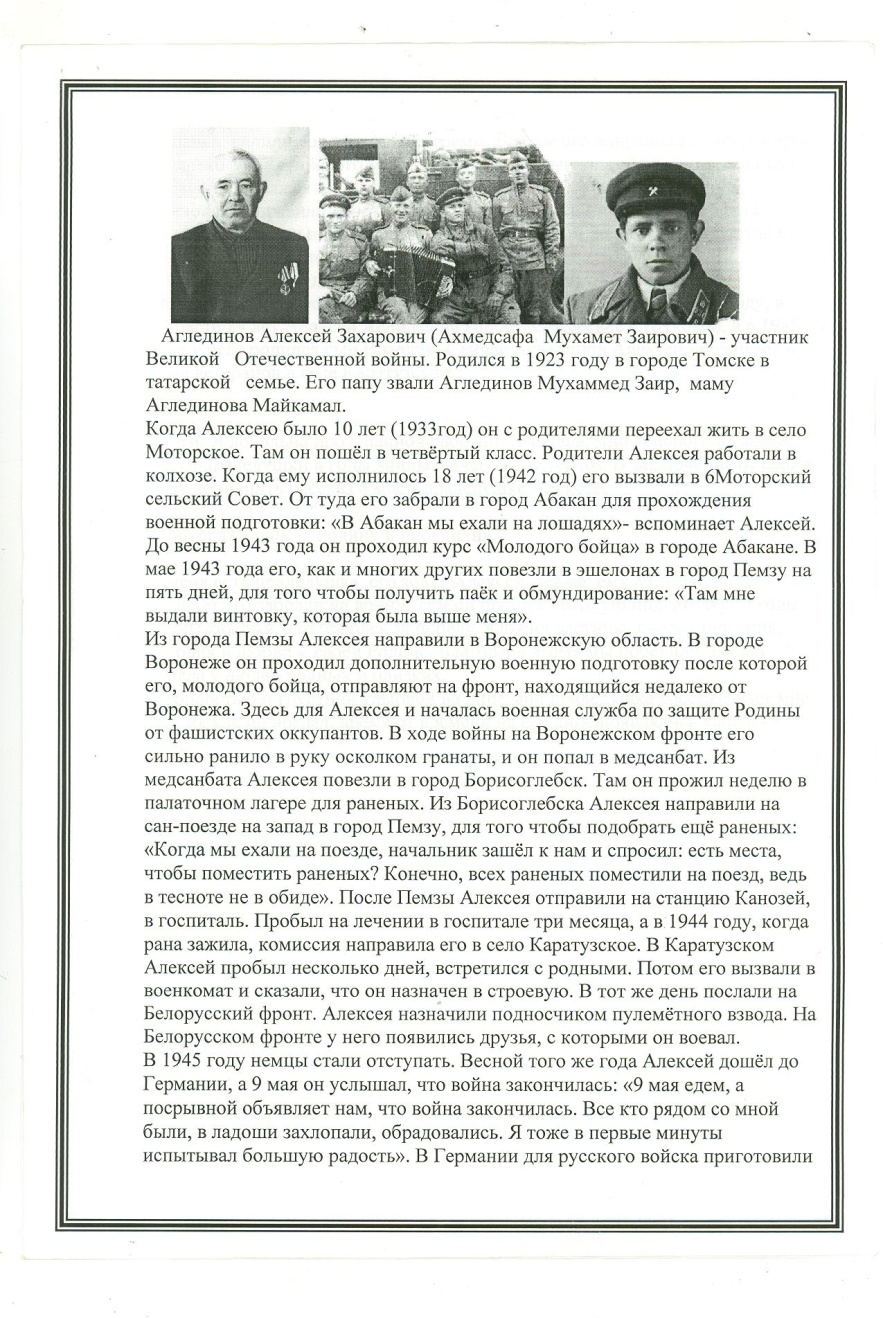 Аглединов Алексей Захарович (Ахмедсафа Мухамет Заирович) - участник
Великой Отечественной войны. Родился в 1923 году в городе Томске в
татарской семье. Его папу звали Аглединов Мухаммед Заир, маму
Агледицова Майкамал.
Когда Алексею было 10 лет (1933год) он с родителями переехал жить в село
Моторское. Там он пошёл в четвёртый класс. Родители Алексея работали в
колхозе. Когда ему исполнилось 18 лет (1942 год) его вызвали в 6Моторский
сельский Совет. От туда его забрали в город Абакан для прохождения
военной подготовки: «В Абакан мы ехали на лошадях»- вспоминает Алексей.
До весны 1943 года он проходил курс «Молодого бойца» в городе Абакане. В
мае 1943 года его, как и многих других повезли в эшелонах в город Пемзу на
пять дней, для того чтобы получить паёк и обмундирование: «Там мне
выдали винтовку, которая была выше меня».
Из города Пемзы Алексея направили в Воронежскую область. В городе
Воронеже он проходил дополнительную военную подготовку после которой
его, молодого бойца, отправляют на фронт, находящийся недалеко от
Воронежа. Здесь для Алексея и началась военная служба по защите Родины
от фашистских оккупантов. В ходе войны на Воронежском фронте его
сильно ранило в руку осколком гранаты, и он попал в медсанбат. Из
медсанбата Алексея повезли в город Борисоглебск. Там он прожил неделю в
палаточном лагере для раненых. Из Борисоглебска Алексея направили на
сан-поезде на запад в город Пемзу, для того чтобы подобрать ещё раненых:
«Когда мы ехали на поезде, начальник зашёл к нам и спросил: есть места,
чтобы поместить раненых? Конечно, всех раненых поместили на поезд, ведь
в тесноте не в обиде». После Пемзы Алексея отправили на станцию Канозей,
в госпиталь. Пробыл на лечении в госпитале три месяца, а в 1944 году, когда
рана зажила, комиссия направила его в село Каратузское. В Каратузском
Алексей пробыл несколько дней, встретился с родными. Потом его вызвали в
военкомат и сказали, что он назначен в строевую. В тот же день послали на
Белорусский фронт. Алексея назначили подносчиком пулемётного взвода. На
Белорусском фронте у него появились друзья, с которыми он воевал.
В 1945 году немцы стали отступать. Весной того же года Алексей дошёл до
Германии, а 9 мая он услышал, что война закончилась: «9 мая едем, а
посрывной объявляет нам, что война закончилась. Все кто рядом со мной
были, в ладоши захлопали, обрадовались. Я тоже в первые минуты
испытывал большую радость». В Германии для русского войска приготовили